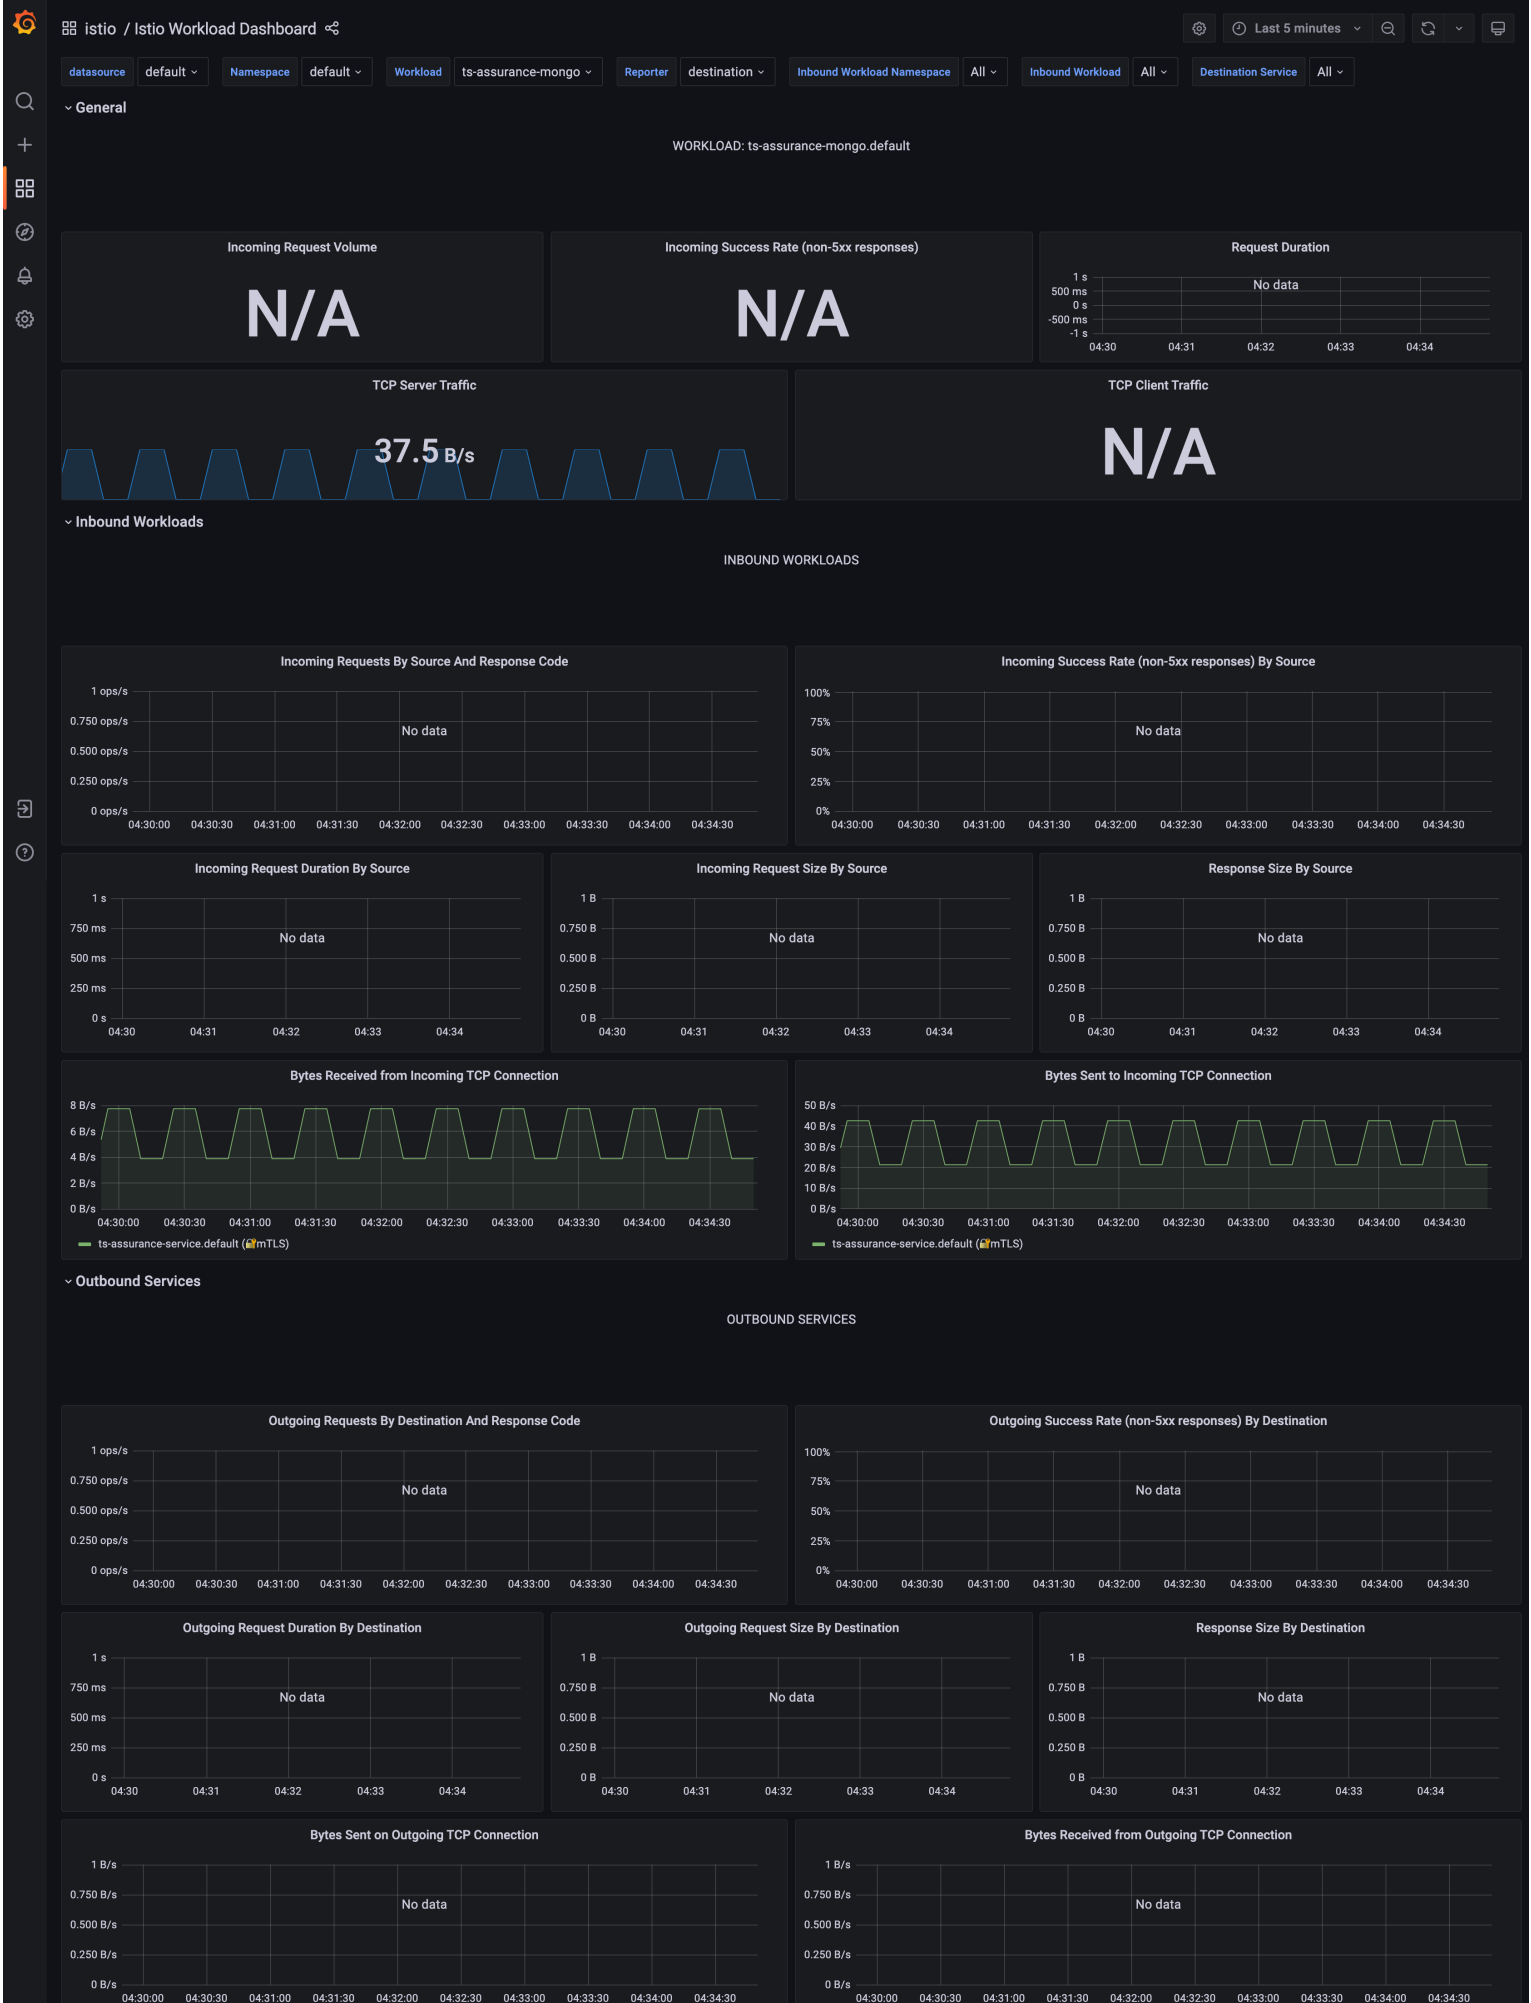 istio / Istio Workload Dashboard
Last 5 minutes
datasource default Namespace default Workload ts-assurance-mongo Reporter destination Inbound Workload Namespace All Inbound Workload All Destination Service All
General
WORKLOAD: ts-assurance-mongo.default
Incoming Request Volume
N/A
Incoming Success Rate (non-5xx responses)
N/A
Request Duration
1 s
500 ms
0 s
-500 ms
-1 s
No data
04:30 04:31 04:32 04:33 04:34
TCP Server Traffic
37.5 B/s
TCP Client Traffic
N/A
Inbound Workloads
INBOUND WORKLOADS
Incoming Requests By Source And Response Code
1 ops/s
0.750 ops/s
0.500 ops/s
0.250 ops/s
0 ops/s
No data
04:30:00 04:30:30 04:31:00 04:31:30 04:32:00 04:32:30 04:33:00 04:33:30 04:34:00 04:34:30
Incoming Success Rate (non-5xx responses) By Source
100%
75%
50%
25%
0%
No data
04:30:00 04:30:30 04:31:00 04:31:30 04:32:00 04:32:30 04:33:00 04:33:30 04:34:00 04:34:30
Incoming Request Duration By Source
1 s
750 ms
500 ms
250 ms
0 s
No data
04:30 04:31 04:32 04:33 04:34
Incoming Request Size By Source
1 B
0.750 B
0.500 B
0.250 B
0 B
No data
04:30 04:31 04:32 04:33 04:34
Response Size By Source
1 B
0.750 B
0.500 B
0.250 B
0 B
No data
04:30 04:31 04:32 04:33 04:34
Bytes Received from Incoming TCP Connection
8 B/s
6 B/s
4 B/s
2 B/s
0 B/s
04:30:00 04:30:30 04:31:00 04:31:30 04:32:00 04:32:30 04:33:00 04:33:30 04:34:00 04:34:30
ts-assurance-service.default (🔐mTLS)
Bytes Sent to Incoming TCP Connection
50 B/s
40 B/s
30 B/s
20 B/s
10 B/s
0 B/s
04:30:00 04:30:30 04:31:00 04:31:30 04:32:00 04:32:30 04:33:00 04:33:30 04:34:00 04:34:30
ts-assurance-service.default (🔐mTLS)
Outbound Services
OUTBOUND SERVICES
Outgoing Requests By Destination And Response Code
1 ops/s
0.750 ops/s
0.500 ops/s
0.250 ops/s
0 ops/s
No data
04:30:00 04:30:30 04:31:00 04:31:30 04:32:00 04:32:30 04:33:00 04:33:30 04:34:00 04:34:30
Outgoing Success Rate (non-5xx responses) By Destination
100%
75%
50%
25%
0%
No data
04:30:00 04:30:30 04:31:00 04:31:30 04:32:00 04:32:30 04:33:00 04:33:30 04:34:00 04:34:30
Outgoing Request Duration By Destination
1 s
750 ms
500 ms
250 ms
0 s
No data
04:30 04:31 04:32 04:33 04:34
Outgoing Request Size By Destination
1 B
0.750 B
0.500 B
0.250 B
0 B
No data
04:30 04:31 04:32 04:33 04:34
Response Size By Destination
1 B
0.750 B
0.500 B
0.250 B
0 B
No data
04:30 04:31 04:32 04:33 04:34
Bytes Sent on Outgoing TCP Connection
1 B/s
0.750 B/s
0.500 B/s
0.250 B/s
0 B/s
No data
04:30:00 04:30:30 04:31:00 04:31:30 04:32:00 04:32:30 04:33:00 04:33:30 04:34:00 04:34:30
Bytes Received from Outgoing TCP Connection
1 B/s
0.750 B/s
0.500 B/s
0.250 B/s
0 B/s
No data
04:30:00 04:30:30 04:31:00 04:31:30 04:32:00 04:32:30 04:33:00 04:33:30 04:34:00 04:34:30